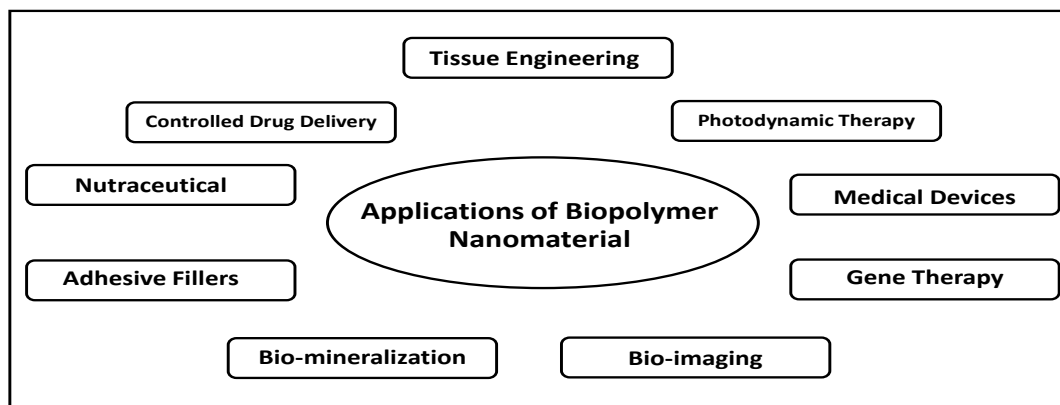 Tissue Engineering
Controlled Drug Delivery
Photodynamic Therapy
Nutraceutical
Medical Devices
Applications of Biopolymer
Nanomaterial
Adhesive Fillers
Gene Therapy
Bio-mineralization
Bio-imaging